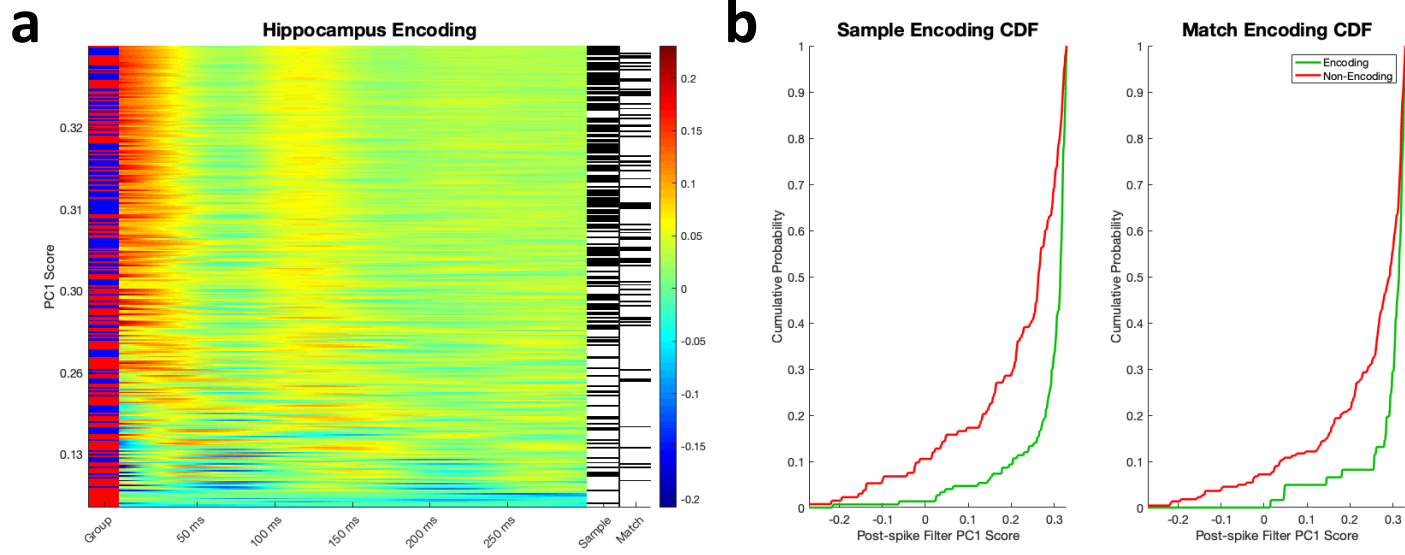 a
Hippocampus Encoding
PC1 Score
0.32
0.31
0.30
0.26
0.13
Group
50 ms
100 ms
150 ms
200 ms
250 ms
Sample
Match
0.2
0.15
0.1
0.05
0
-0.05
-0.1
-0.15
-0.2
b
Sample Encoding CDF
Cumulative Probability
1
0.9
0.8
0.7
0.6
0.5
0.4
0.3
0.2
0.1
0
-0.2
-0.1
0
0.1
0.2
0.3
Post-spike Filter PC1 Score
Match Encoding CDF
Encoding
Non-Encoding
Cumulative Probability
1
0.9
0.8
0.7
0.6
0.5
0.4
0.3
0.2
0.1
0
-0.2
-0.1
0
0.1
0.2
0.3
Post-spike Filter PC1 Score